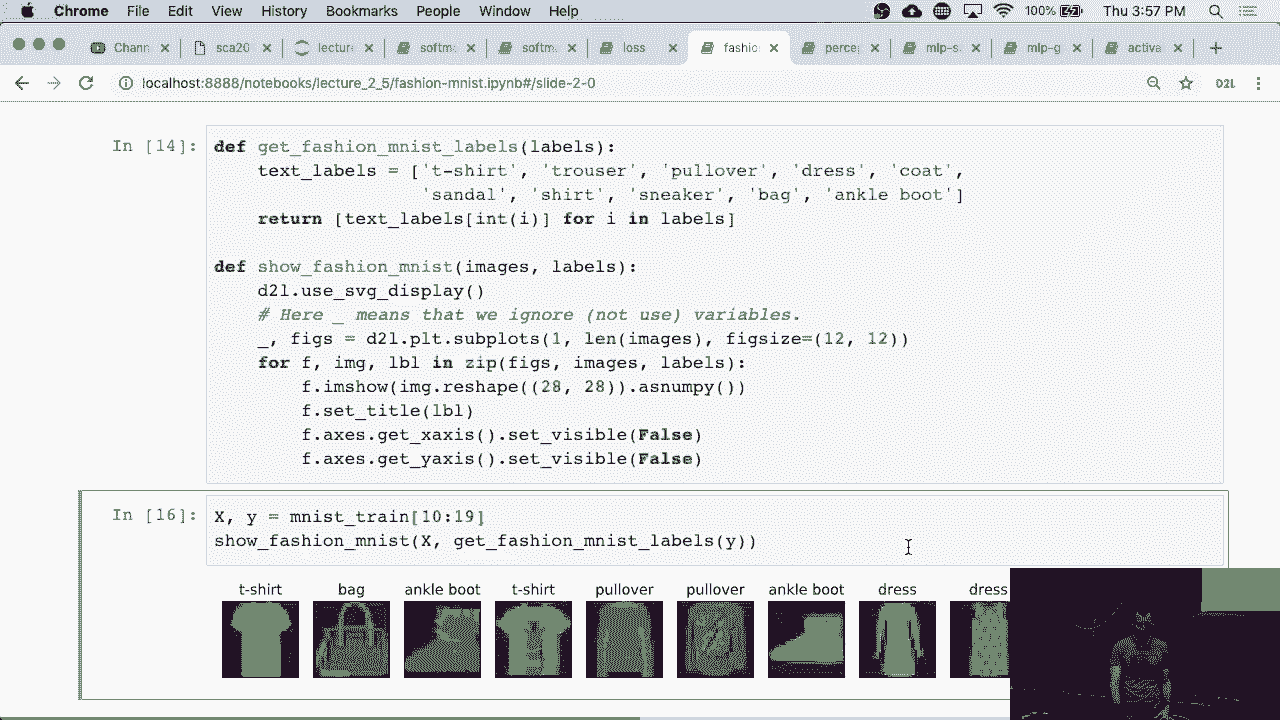 Chrome File Edit View History Bookmarks People Window Help 100% Thu 3:57 PM
Chann sca20 lectur softm softm loss fashio percep mlp-s mlp-g activa
localhost:8888/notebooks/lecture_2_5/fashion-mnist.ipynb#/slide-2-0 D2L
In [14]: def get_fashion_mnist_labels(labels):
text_labels = ['t-shirt', 'trouser', 'pullover', 'dress', 'coat',
'sandal', 'shirt', 'sneaker', 'bag', 'ankle boot']
return [text_labels[int(i)] for i in labels]
def show_fashion_mnist(images, labels):
d2l.use_svg_display()
# Here _ means that we ignore (not use) variables.
_, figs = d2l.plt.subplots(1, len(images), figsize=(12, 12))
for f, img, lbl in zip(figs, images, labels):
f.imshow(img.reshape((28, 28)).asnumpy())
f.set_title(lbl)
f.axes.get_xaxis().set_visible(False)
f.axes.get_yaxis().set_visible(False)
In [16]: X, y = mnist_train[10:19]
show_fashion_mnist(X, get_fashion_mnist_labels(y))
t-shirt bag ankle boot t-shirt pullover pullover ankle boot dress dress